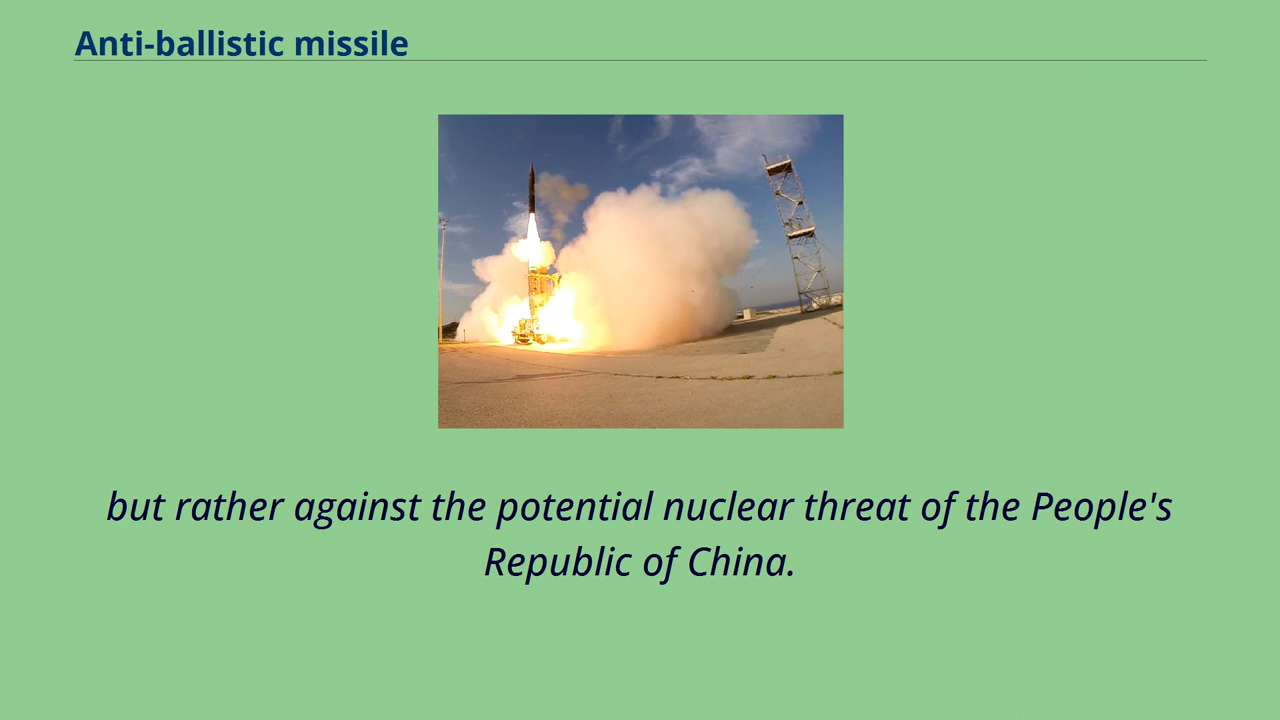 Anti-ballistic missile
but rather against the potential nuclear threat of the People's
Republic of China.